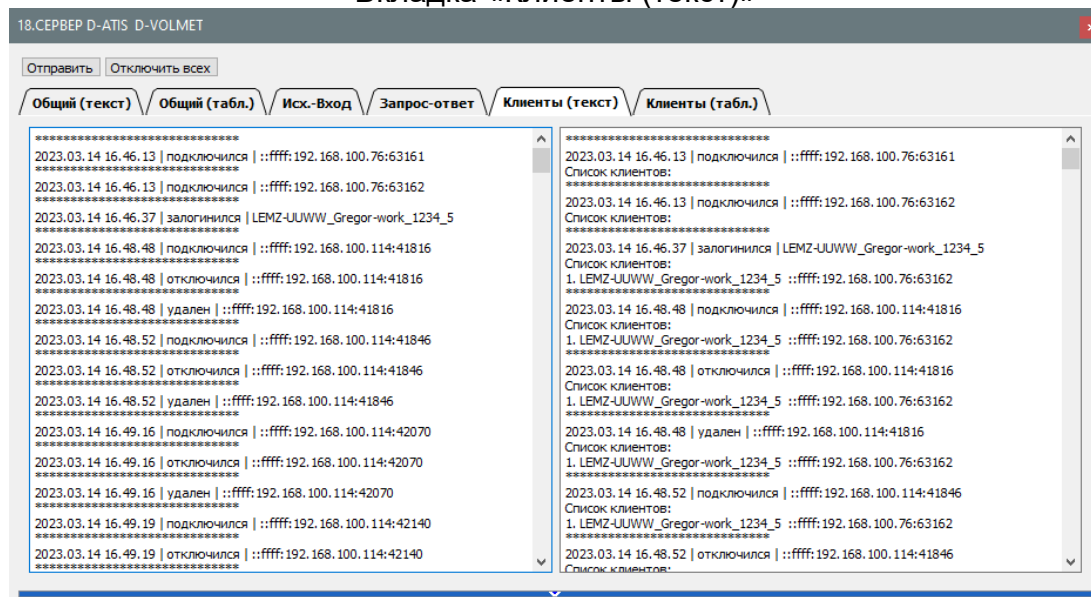 Вкладка «Клиенты (текст)»
18.СЕРВЕР D-ATIS D-VOLMET
Отправить Отключить всех
Общий (текст) Общий (табл.) Исх.-Вход Запрос-ответ Клиенты (текст) Клиенты (табл.)
*****************************
2023.03.14 16.46.13 | подключился | ::ffff:192.168.100.76:63161
*****************************
2023.03.14 16.46.13 | подключился | ::ffff:192.168.100.76:63162
*****************************
2023.03.14 16.46.37 | залогинился | LEMZ-UUWW_Gregor-work_1234_5
*****************************
2023.03.14 16.48.48 | подключился | ::ffff:192.168.100.114:41816
*****************************
2023.03.14 16.48.48 | отключился | ::ffff:192.168.100.114:41816
*****************************
2023.03.14 16.48.48 | удален | ::ffff:192.168.100.114:41816
*****************************
2023.03.14 16.48.52 | подключился | ::ffff:192.168.100.114:41846
*****************************
2023.03.14 16.48.52 | отключился | ::ffff:192.168.100.114:41846
*****************************
2023.03.14 16.48.52 | удален | ::ffff:192.168.100.114:41846
*****************************
2023.03.14 16.49.16 | подключился | ::ffff:192.168.100.114:42070
*****************************
2023.03.14 16.49.16 | отключился | ::ffff:192.168.100.114:42070
*****************************
2023.03.14 16.49.16 | удален | ::ffff:192.168.100.114:42070
*****************************
2023.03.14 16.49.19 | подключился | ::ffff:192.168.100.114:42140
*****************************
2023.03.14 16.49.19 | отключился | ::ffff:192.168.100.114:42140
*****************************
*****************************
2023.03.14 16.46.13 | подключился | ::ffff:192.168.100.76:63161
Список клиентов:
*****************************
2023.03.14 16.46.13 | подключился | ::ffff:192.168.100.76:63162
Список клиентов:
*****************************
2023.03.14 16.46.37 | залогинился | LEMZ-UUWW_Gregor-work_1234_5
Список клиентов:
1. LEMZ-UUWW_Gregor-work_1234_5 ::ffff:192.168.100.76:63162
*****************************
2023.03.14 16.48.48 | подключился | ::ffff:192.168.100.114:41816
Список клиентов:
1. LEMZ-UUWW_Gregor-work_1234_5 ::ffff:192.168.100.76:63162
*****************************
2023.03.14 16.48.48 | отключился | ::ffff:192.168.100.114:41816
Список клиентов:
1. LEMZ-UUWW_Gregor-work_1234_5 ::ffff:192.168.100.76:63162
*****************************
2023.03.14 16.48.48 | удален | ::ffff:192.168.100.114:41816
Список клиентов:
1. LEMZ-UUWW_Gregor-work_1234_5 ::ffff:192.168.100.76:63162
*****************************
2023.03.14 16.48.52 | подключился | ::ffff:192.168.100.114:41846
Список клиентов:
1. LEMZ-UUWW_Gregor-work_1234_5 ::ffff:192.168.100.76:63162
*****************************
2023.03.14 16.48.52 | отключился | ::ffff:192.168.100.114:41846
Список клиентов: